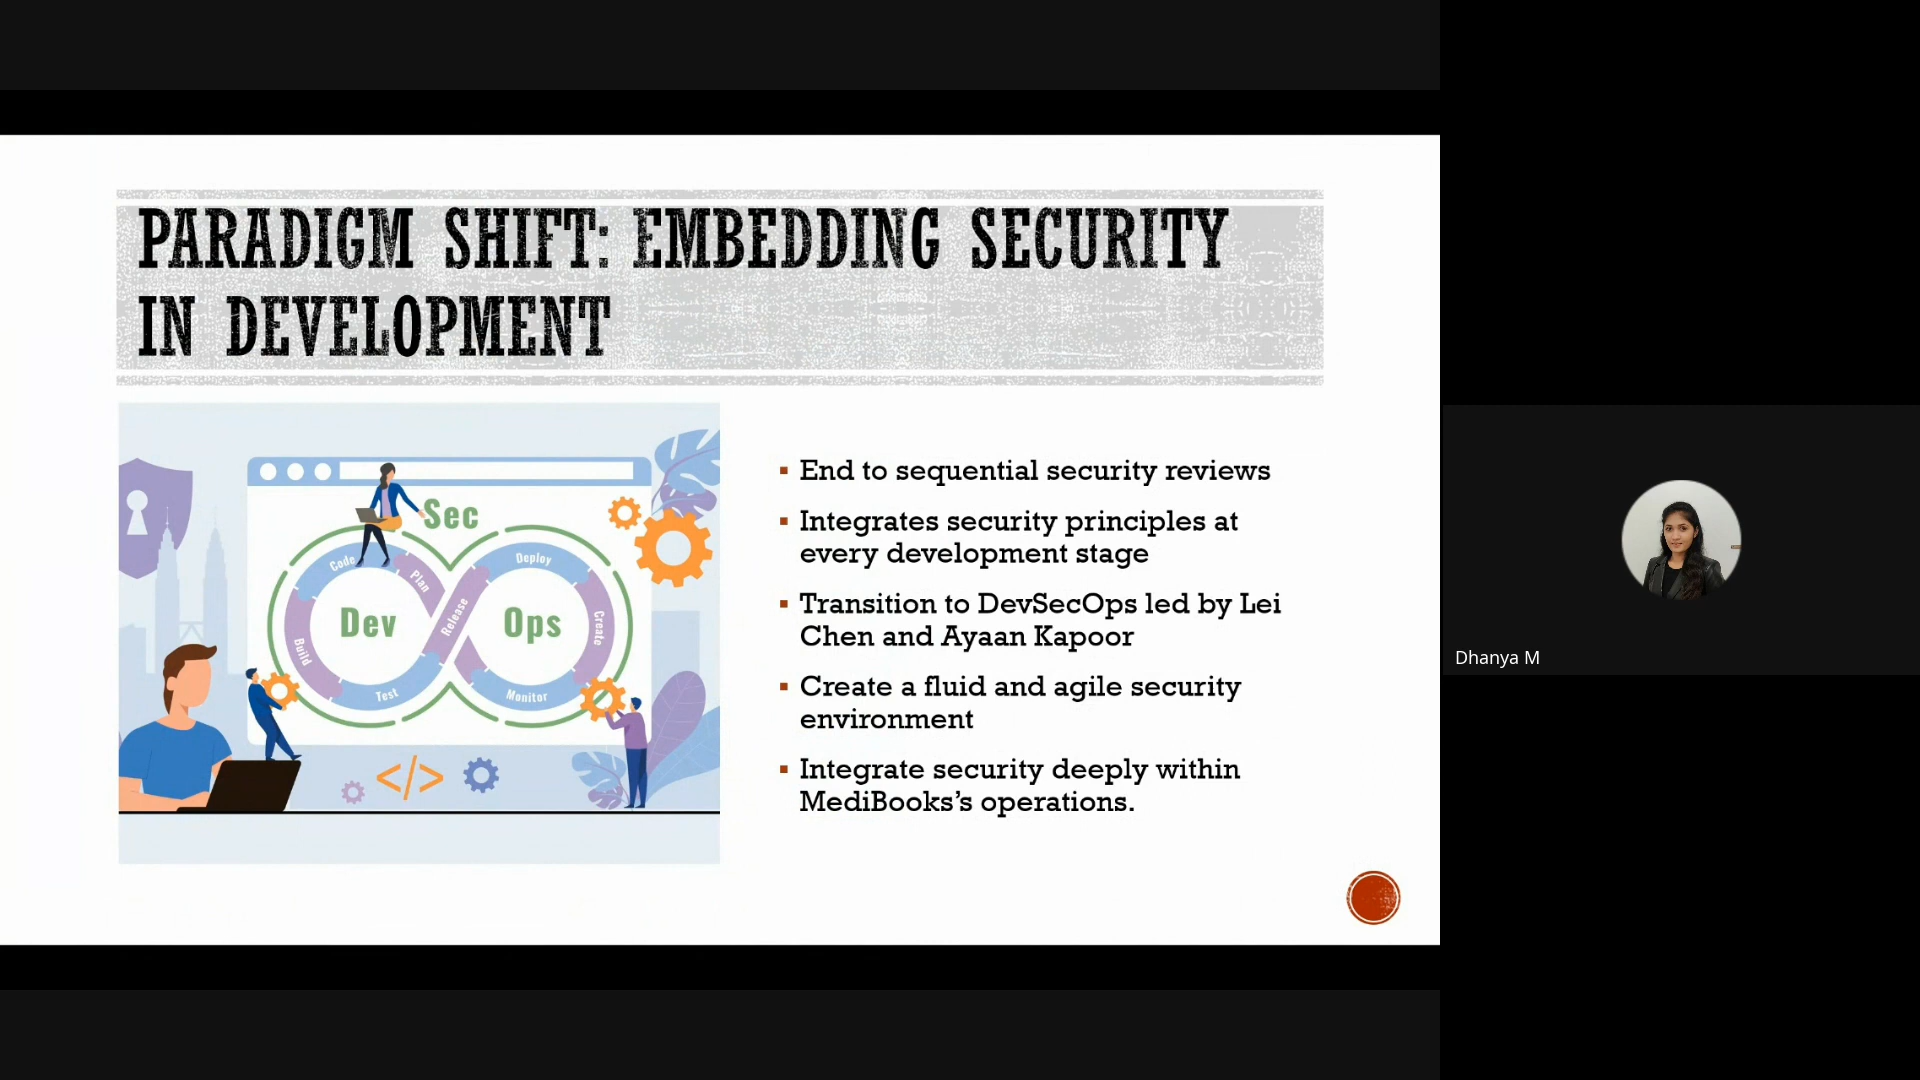 PARADIGM SHIFT: EMBEDDING SECURITY
IN DEVELOPMENT
Sec
Code
Plan
Deploy
Dev
Release
Ops
Create
Build
Test
Monitor
</>
▪ End to sequential security reviews
▪ Integrates security principles at
every development stage
▪ Transition to DevSecOps led by Lei
Chen and Ayaan Kapoor
▪ Create a fluid and agile security
environment
▪ Integrate security deeply within
MediBooks’s operations.
Dhanya M